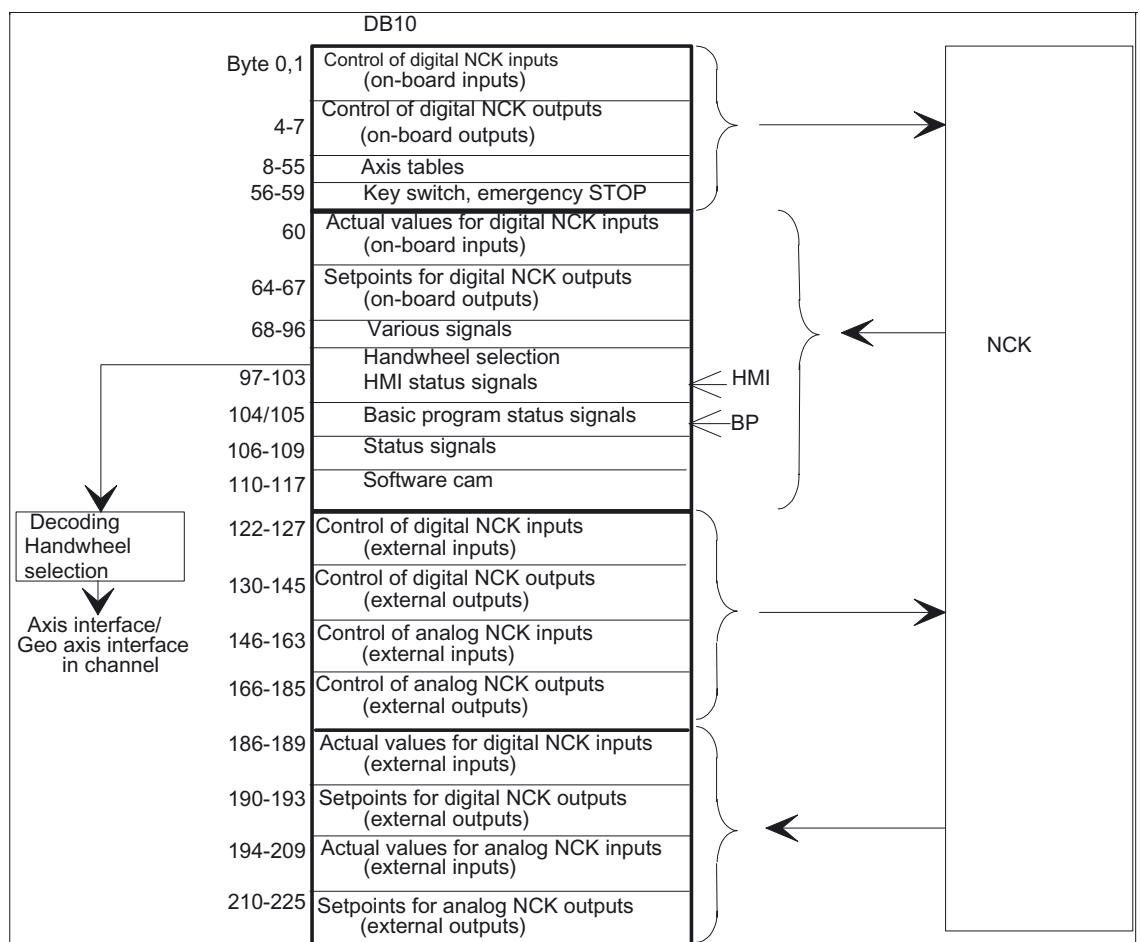 DB10
Byte 0,1 Control of digital NCK inputs
(on-board inputs)
4-7 Control of digital NCK outputs
(on-board outputs)
8-55 Axis tables
56-59 Key switch, emergency STOP
60 Actual values for digital NCK inputs
(on-board inputs)
64-67 Setpoints for digital NCK outputs
(on-board outputs)
68-96 Various signals
Handwheel selection
97-103 HMI status signals HMI
104/105 Basic program status signals BP
106-109 Status signals
110-117 Software cam
122-127 Control of digital NCK inputs
(external inputs)
130-145 Control of digital NCK outputs
(external outputs)
146-163 Control of analog NCK inputs
(external inputs)
166-185 Control of analog NCK outputs
(external outputs)
186-189 Actual values for digital NCK inputs
(external inputs)
190-193 Setpoints for digital NCK outputs
(external outputs)
194-209 Actual values for analog NCK inputs
(external inputs)
210-225 Setpoints for analog NCK outputs
(external outputs)
NCK
Decoding
Handwheel
selection
Axis interface/
Geo axis interface
in channel